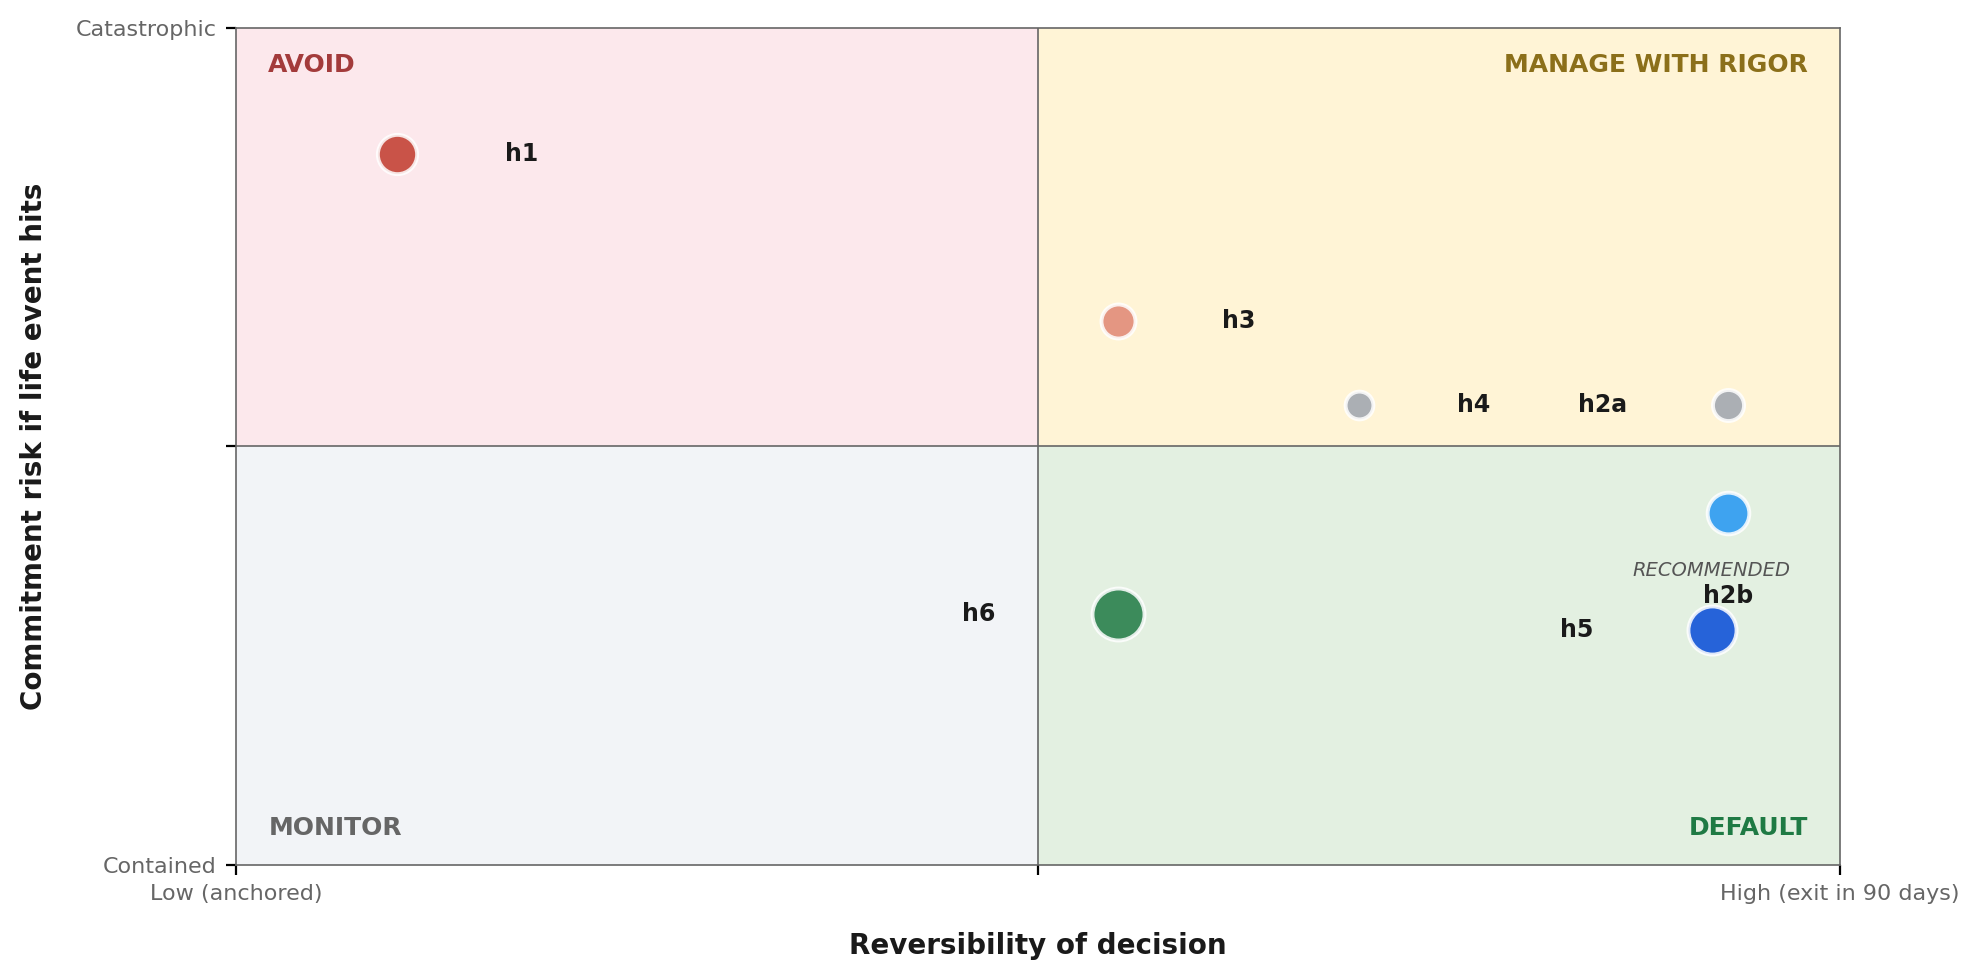 Catastrophic
AVOID
MANAGE WITH RIGOR
h1
h3
h4
h2a
RECOMMENDED
h2b
h6
h5
MONITOR
DEFAULT
Contained
Low (anchored)
High (exit in 90 days)
Reversibility of decision
Commitment risk if life event hits